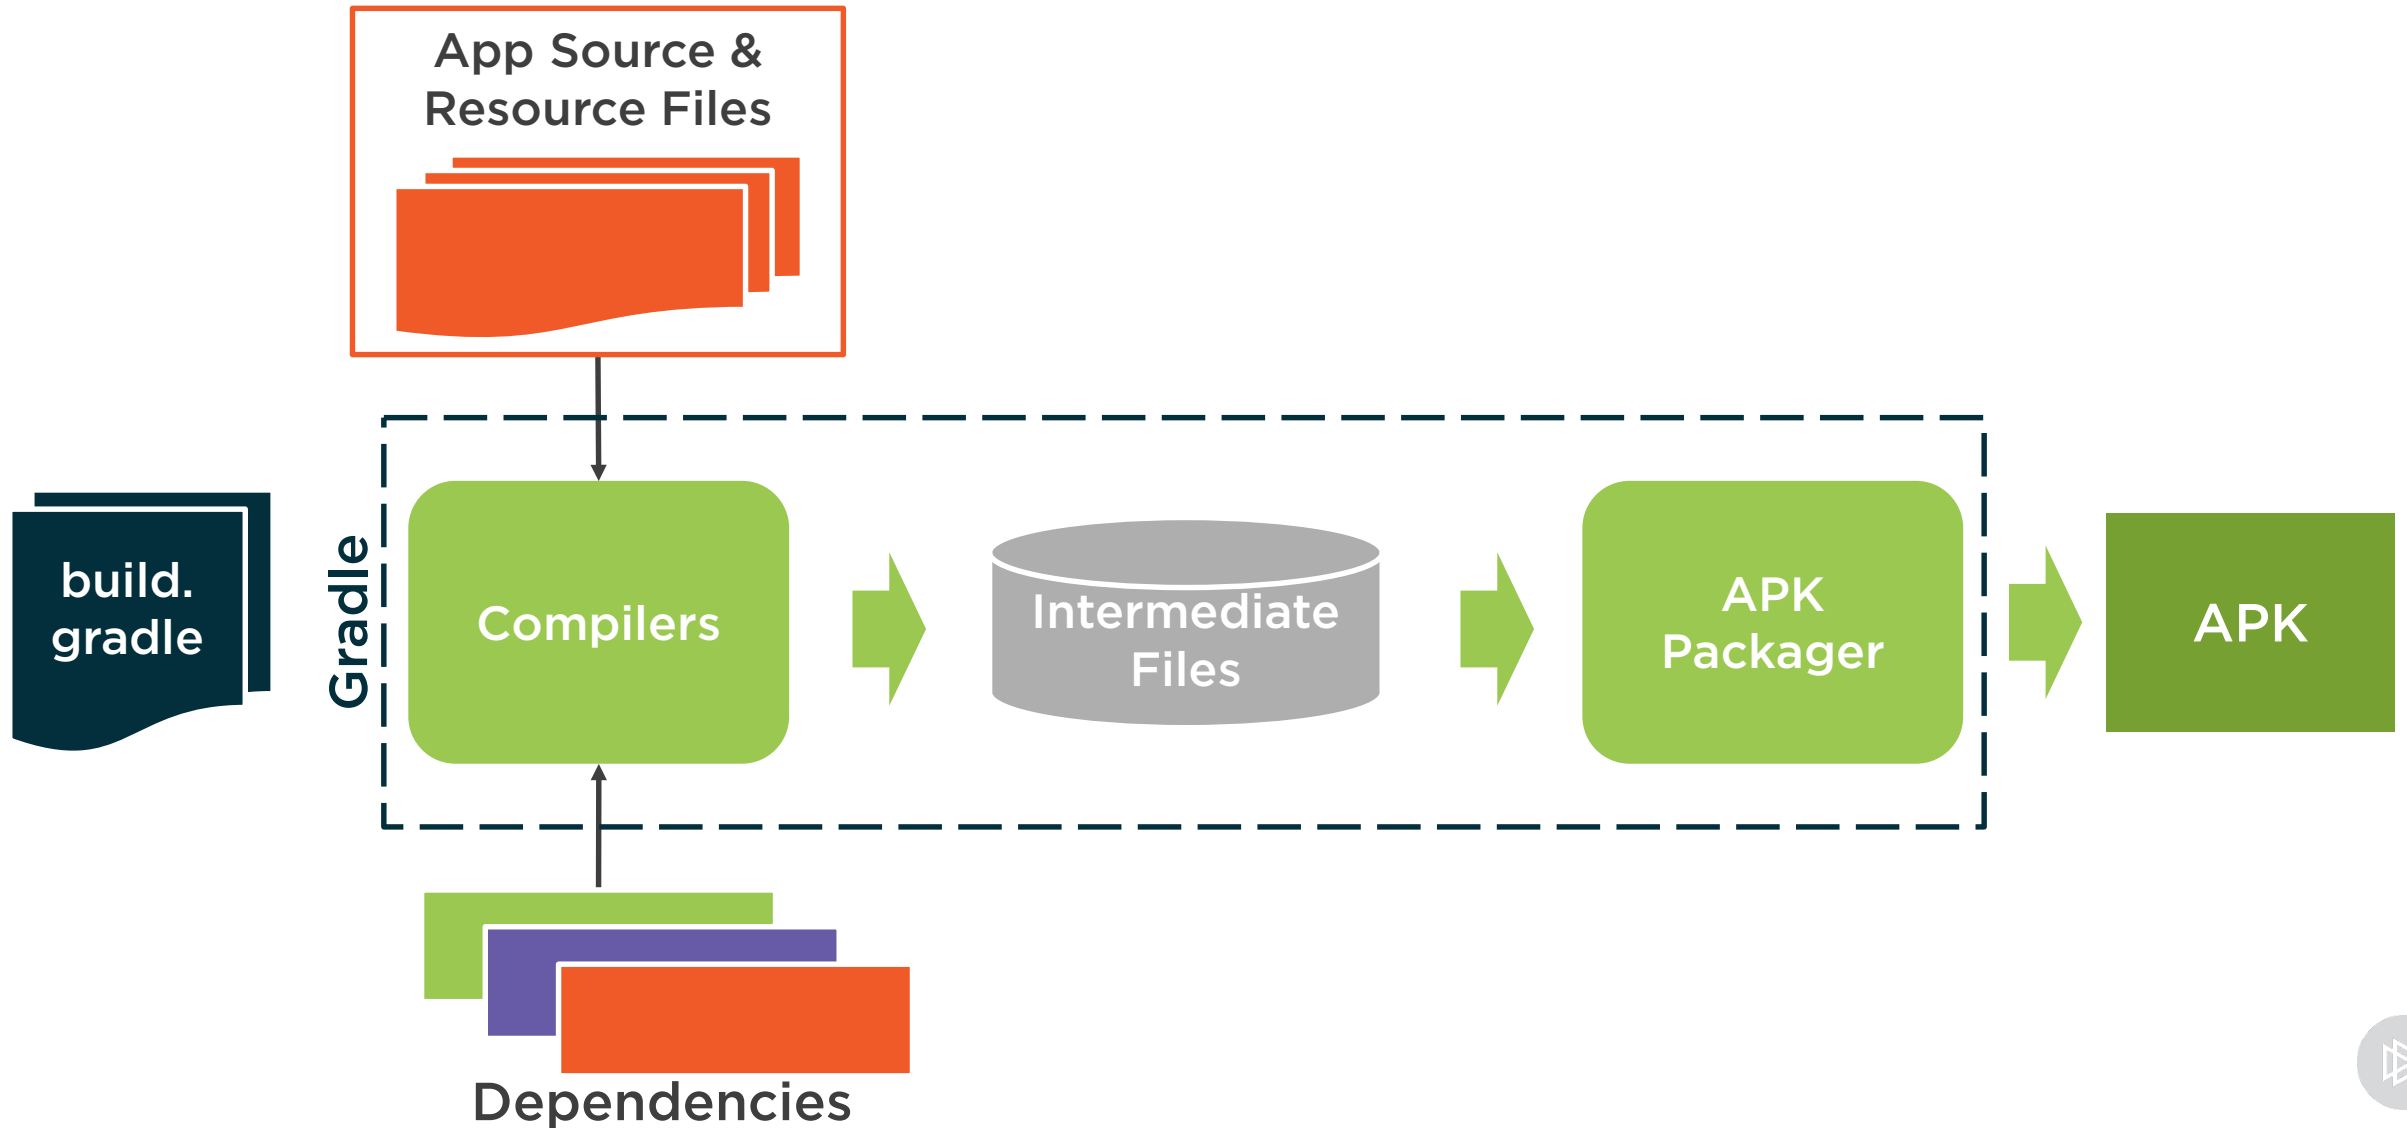 App Source &
Resource Files
build.
gradle
Gradle
Compilers
Intermediate
Files
APK
Packager
APK
Dependencies